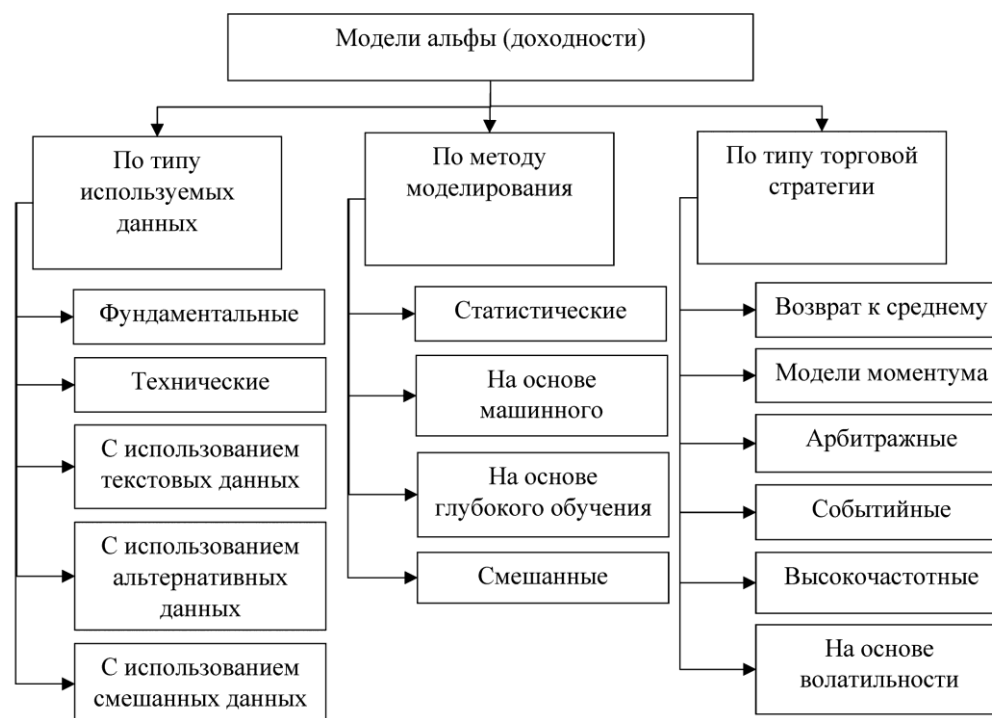 Модели альфы (доходности)
По типу
используемых
данных
Фундаментальные
Технические
С использованием
текстовых данных
С использованием
альтернативных
данных
С использованием
смешанных данных
По методу
моделирования
Статистические
На основе
машинного
На основе
глубокого обучения
Смешанные
По типу торговой
стратегии
Возврат к среднему
Модели моментума
Арбитражные
Событийные
Высокочастотные
На основе
волатильности